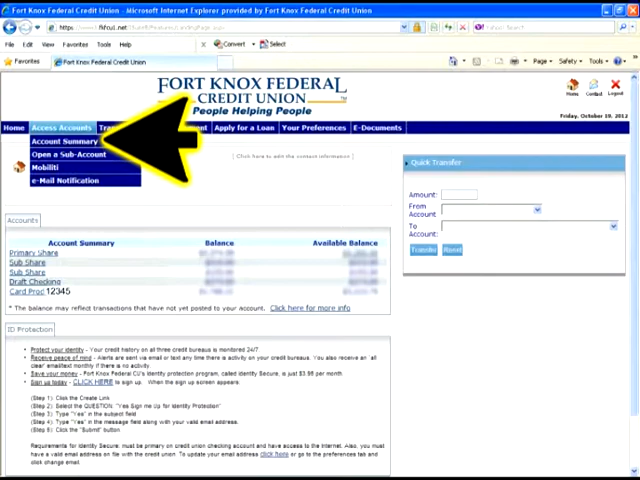 Fort Knox Federal Credit Union - Microsoft Internet Explorer provided by Fort Knox Federal Credit Union
File Edit View Favorites Tools Help
Convert Select
Favorites Fort Knox Federal Credit Union
Page Safety Tools
FORT KNOX FEDERAL
CREDIT UNION
People Helping People
Home Contact Logout
Friday, October 19, 2012
Home Access Accounts Apply for a Loan Your Preferences E-Documents
Account Summary
Open a Sub-Account
Mobiliti
e-Mail Notification
[ Click here to edit the content information ]
Quick Transfer
Amount:
From
Account
To
Account:
Transfer Reset
Accounts
Account Summary Balance Available Balance
Primary Share
Sub Share
Sub Share
Draft Checking
Card Prod 12345
* The balance may reflect transactions that have not yet posted to your account. Click here for more info
ID Protection
• Protect your identity - Your credit history on all three credit bureaus is monitored 24/7
• Receive peace of mind - Alerts are sent via email or text any time there is activity on your credit bureaus. You also receive an 'all
clear' email/text monthly if there is no activity.
• Save your money - Fort Knox Federal CU's identity protection program, called Identity Secure, is just $3.95 per month
• Sign up today - CLICK HERE to sign up. When the sign up screen appears.
(Step 1): Click the Create Link
(Step 2): Select the QUESTION: "Yes Sign me Up for Identity Protection"
(Step 3): Type "Yes" in the subject field
(Step 4): Type "Yes" in the message field along with your valid email address.
(Step 5): Click the "Submit" button
Requirements for Identity Secure: must be primary on credit union checking account and have access to the internet. Also, you must
have a valid email address on file with the credit union. To update your email address click here or go to the preferences tab and
click change email.